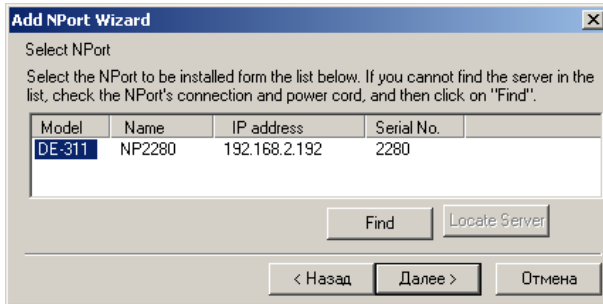 Add NPort Wizard
Select NPort
Select the NPort to be installed form the list below. If you cannot find the server in the
list, check the NPort's connection and power cord, and then click on "Find".
Model Name IP address Serial No.
DE-311 NP2280 192.168.2.192 2280
Find Locate Server
< Назад Далее > Отмена